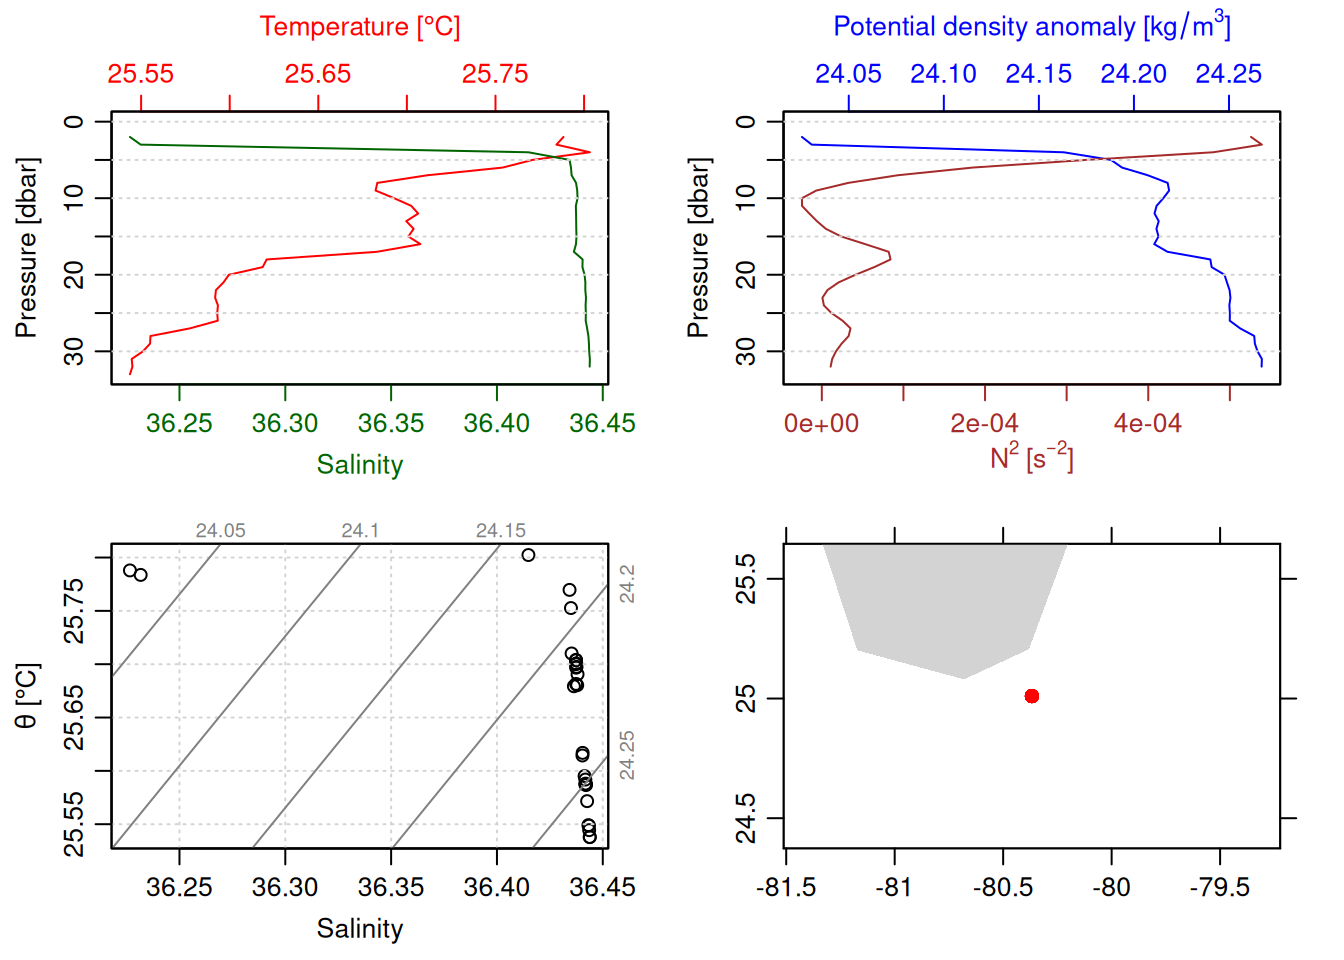 Temperature [°C]
25.55 25.65 25.75
Pressure [dbar]
0 10 20 30
36.25 36.30 36.35 36.40 36.45
Salinity
Potential density anomaly [kg/m³]
24.05 24.10 24.15 24.20 24.25
Pressure [dbar]
0 10 20 30
0e+00 2e-04 4e-04
N² [s⁻²]
24.05 24.1 24.15
24.2
24.25
θ [°C]
25.75
25.65
25.55
36.25 36.30 36.35 36.40 36.45
Salinity
25.5
25
24.5
-81.5 -81 -80.5 -80 -79.5